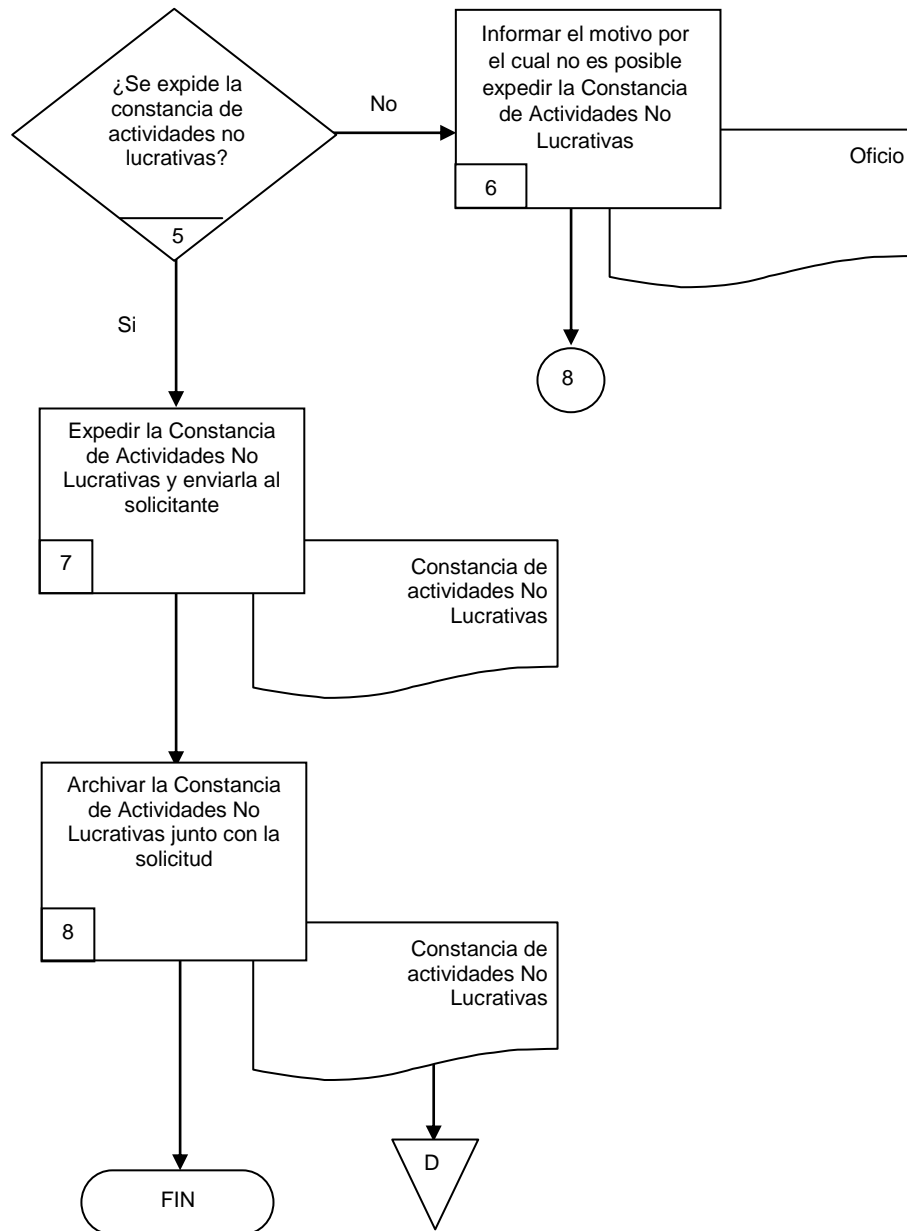 ¿Se expide la
constancia de
actividades no
lucrativas?
5
No
Informar el motivo por
el cual no es posible
expedir la Constancia
de Actividades No
Lucrativas
6
Oficio
8
Si
Expedir la Constancia
de Actividades No
Lucrativas y enviarla al
solicitante
7
Constancia de
actividades No
Lucrativas
Archivar la Constancia
de Actividades No
Lucrativas junto con la
solicitud
8
Constancia de
actividades No
Lucrativas
D
FIN